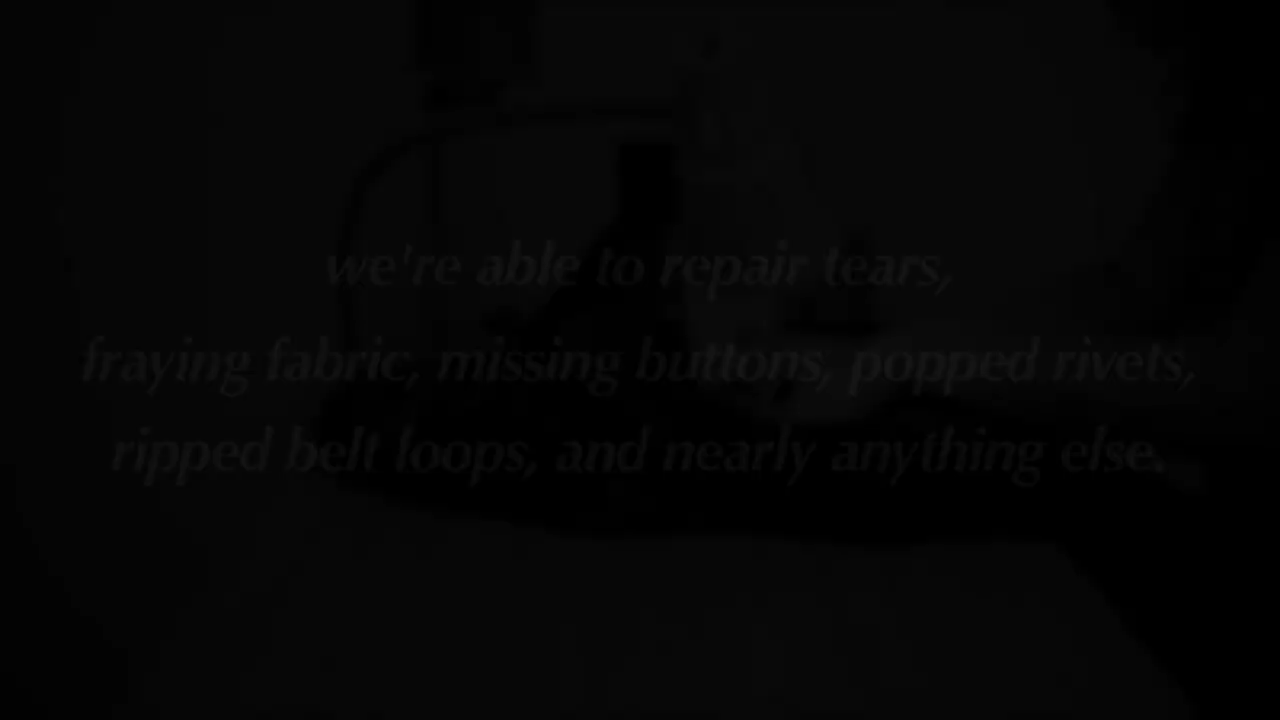 we're able to repair tears,
fraying fabric, missing buttons, popped rivets,
ripped belt loops, and nearly anything else.